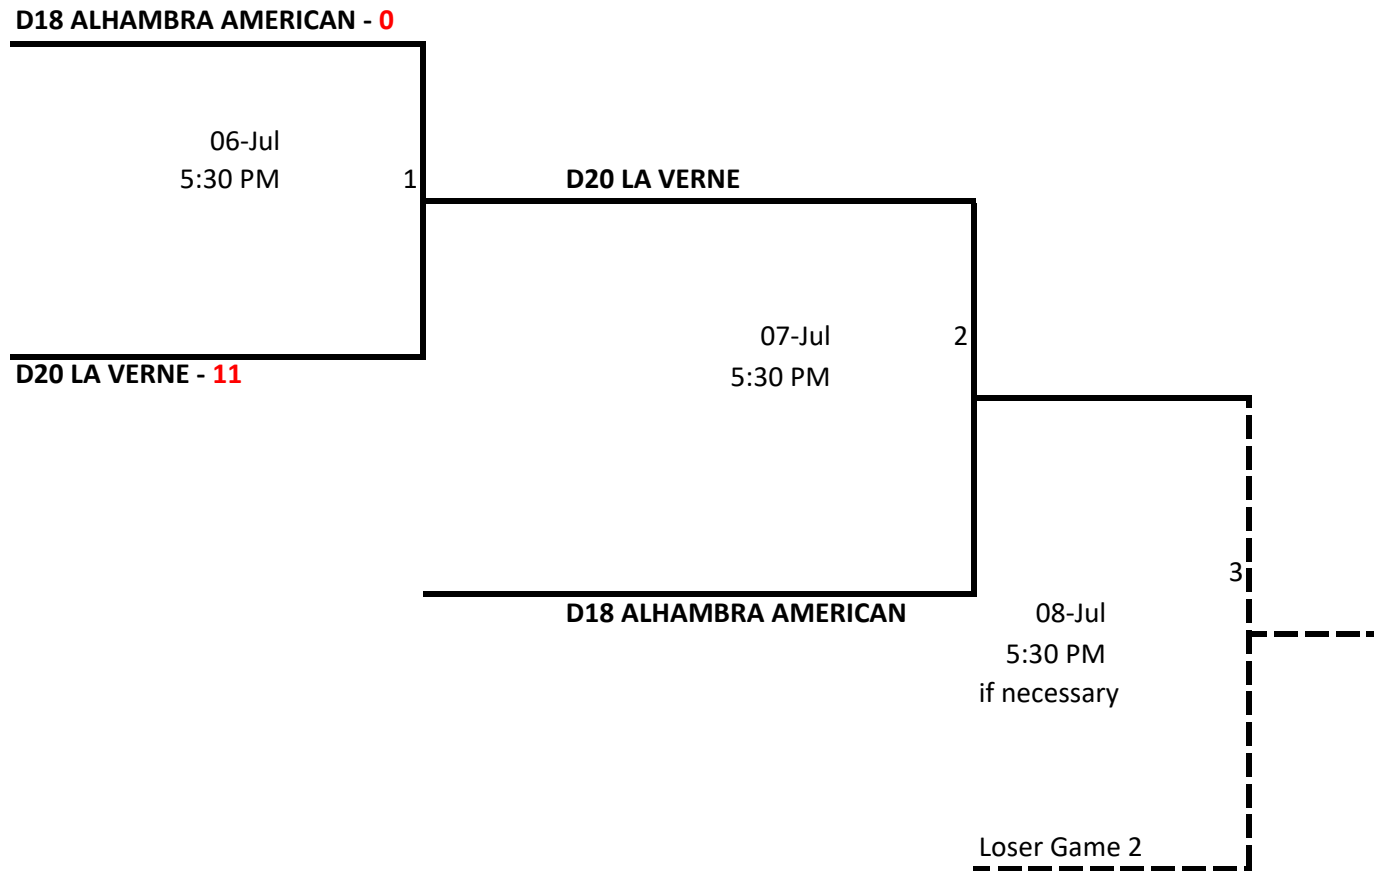 D18 ALHAMBRA AMERICAN - 0
06-Jul
5:30 PM
1
D20 LA VERNE
07-Jul
2
5:30 PM
D20 LA VERNE - 11
3
D18 ALHAMBRA AMERICAN
08-Jul
5:30 PM
if necessary
Loser Game 2